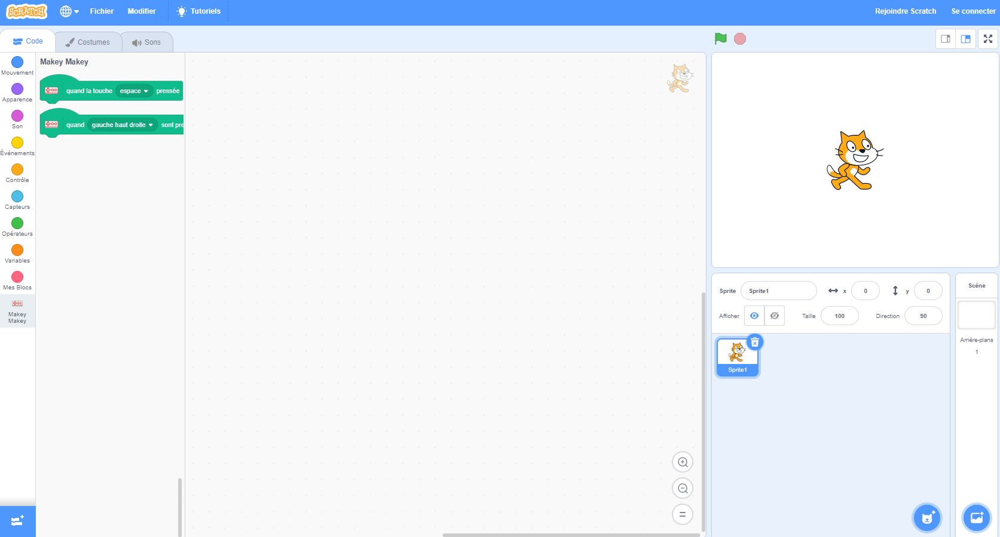 SCRATCH Fichier Modifier Tutoriels Rejoindre Scratch Se connecter
Code Costumes Sons
Makey Makey
Mouvement
Apparence
Son
Événements
Contrôle
Capteurs
Opérateurs
Variables
Mes Blocs
Makey
Makey
quand la touche espace pressée
quand gauche haut droite sont pre
Sprite Sprite1 x 0 y 0
Afficher Taille 100 Direction 90
Sprite1
Scène
Arrière-plans
1